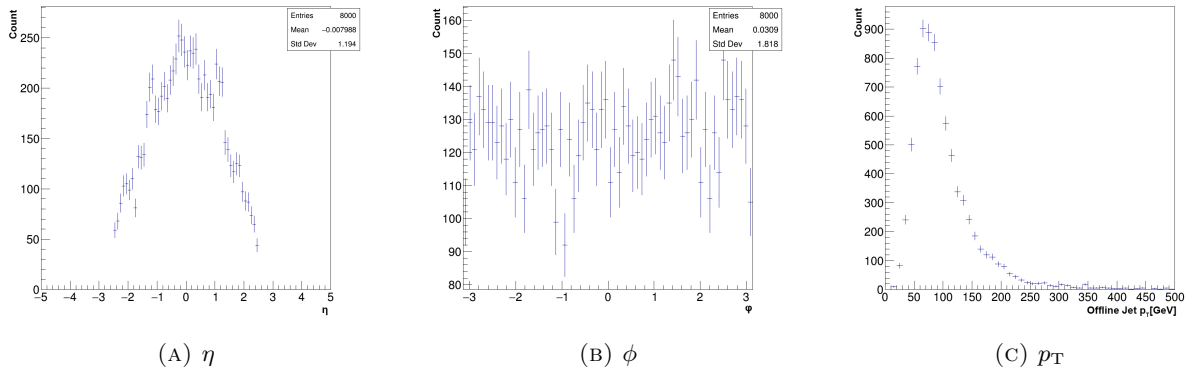 Count
Entries 8000
Mean −0.007988
Std Dev 1.194
250
200
150
100
50
0
−5 −4 −3 −2 −1 0 1 2 3 4 5
η
(A) η
Count
Entries 8000
Mean 0.0309
Std Dev 1.818
160
150
140
130
120
110
100
90
80
−3 −2 −1 0 1 2 3
φ
(B) ϕ
Count
900
800
700
600
500
400
300
200
100
0
0 50 100 150 200 250 300 350 400 450 500
Offline Jet pT[GeV]
(C) pT